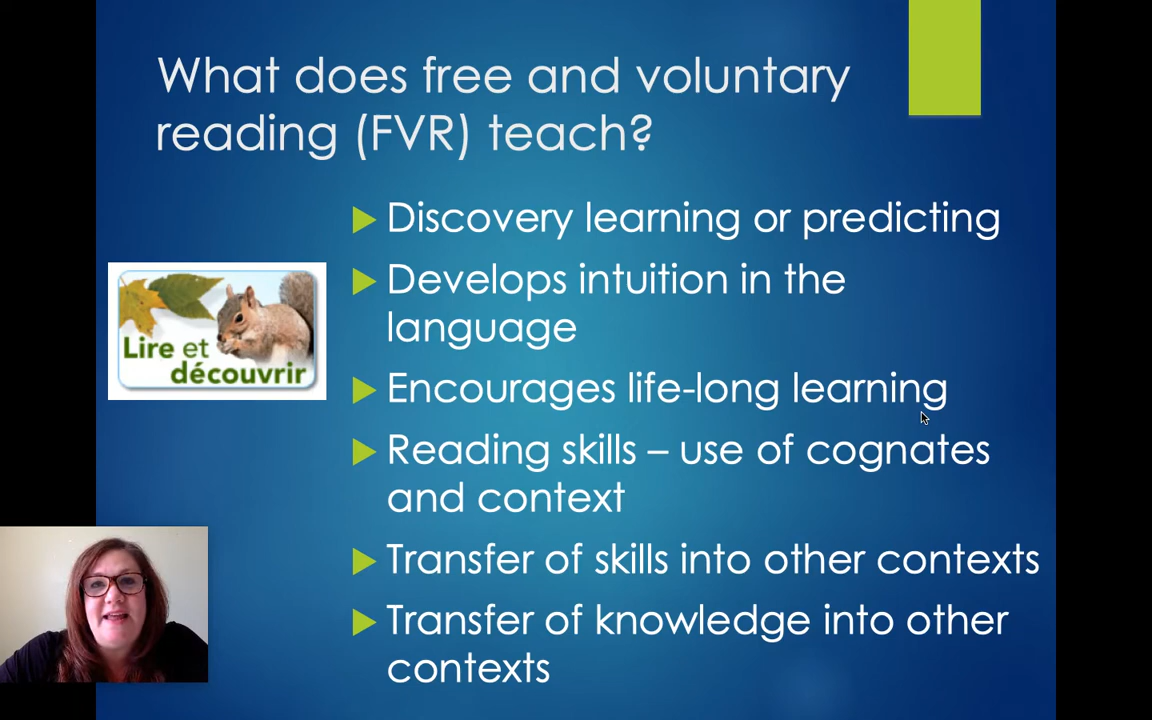 What does free and voluntary
reading (FVR) teach?
Discovery learning or predicting
Develops intuition in the
language
Encourages life-long learning
Reading skills – use of cognates
and context
Transfer of skills into other contexts
Transfer of knowledge into other
contexts
Lire et
découvrir